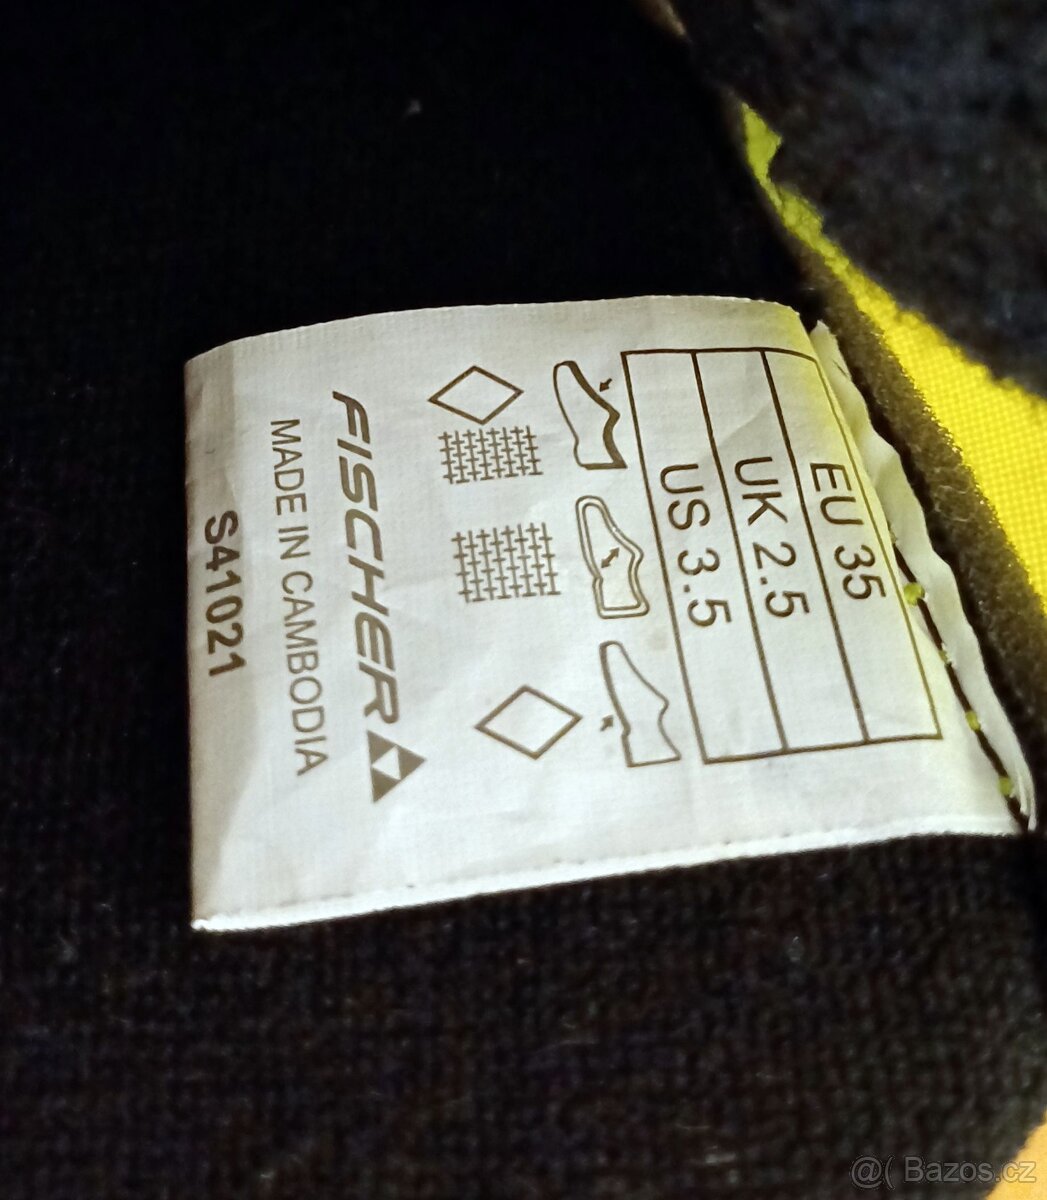 EU 35
UK 2.5
US 3.5
FISCHER
MADE IN CAMBODIA
S41021
@( Bazos.cz